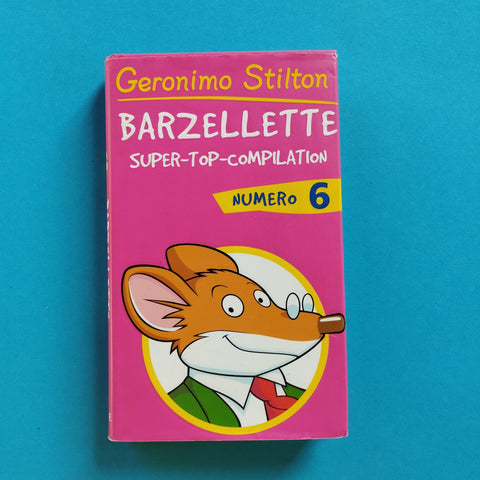 Geronimo Stilton
BARZELLETTE
SUPER-TOP-COMPILATION
NUMERO 6